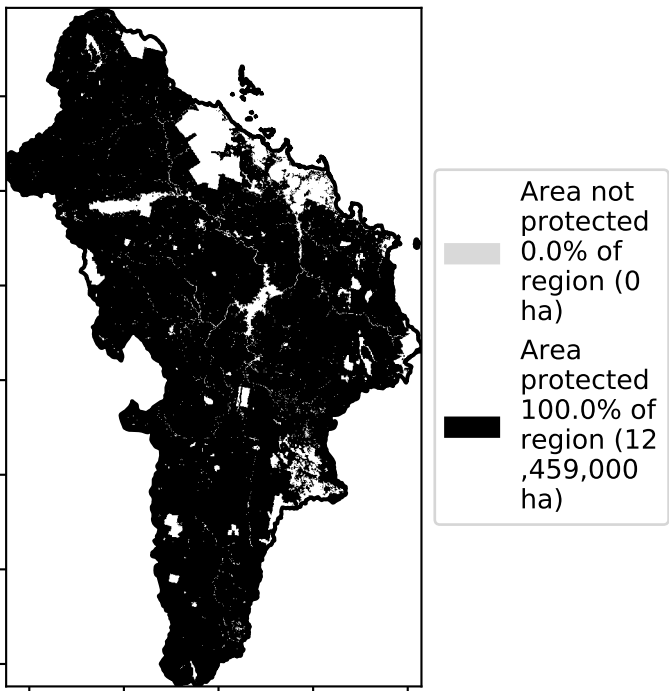 Area not
protected
0.0% of
region (0
ha)
Area
protected
100.0% of
region (12
,459,000
ha)